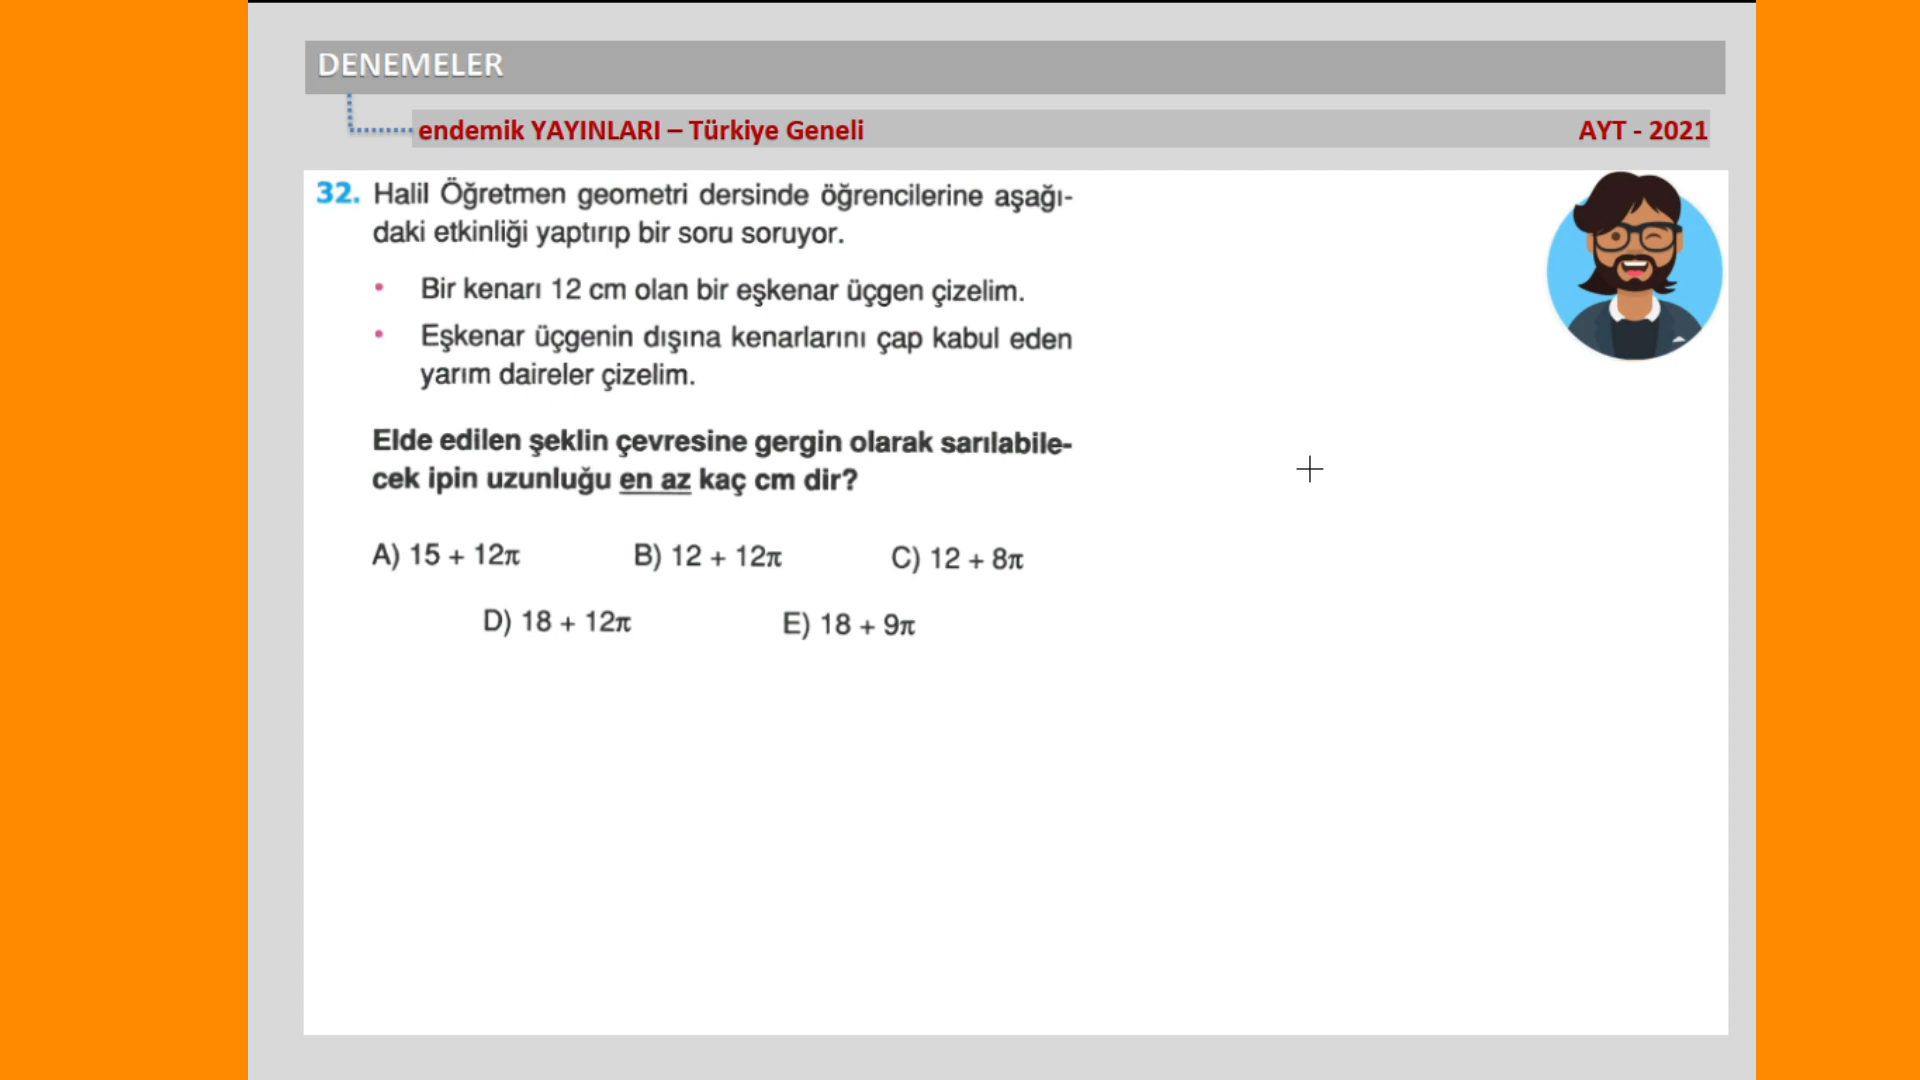 DENEMELER
endemik YAYINLARI – Türkiye Geneli
AYT - 2021
32. Halil Öğretmen geometri dersinde öğrencilerine aşağı-
daki etkinliği yaptırıp bir soru soruyor.
• Bir kenarı 12 cm olan bir eşkenar üçgen çizelim.
• Eşkenar üçgenin dışına kenarlarını çap kabul eden
yarım daireler çizelim.
Elde edilen şeklin çevresine gergin olarak sarılabile-
cek ipin uzunluğu en az kaç cm dir?
A) 15 + 12π B) 12 + 12π C) 12 + 8π
D) 18 + 12π E) 18 + 9π